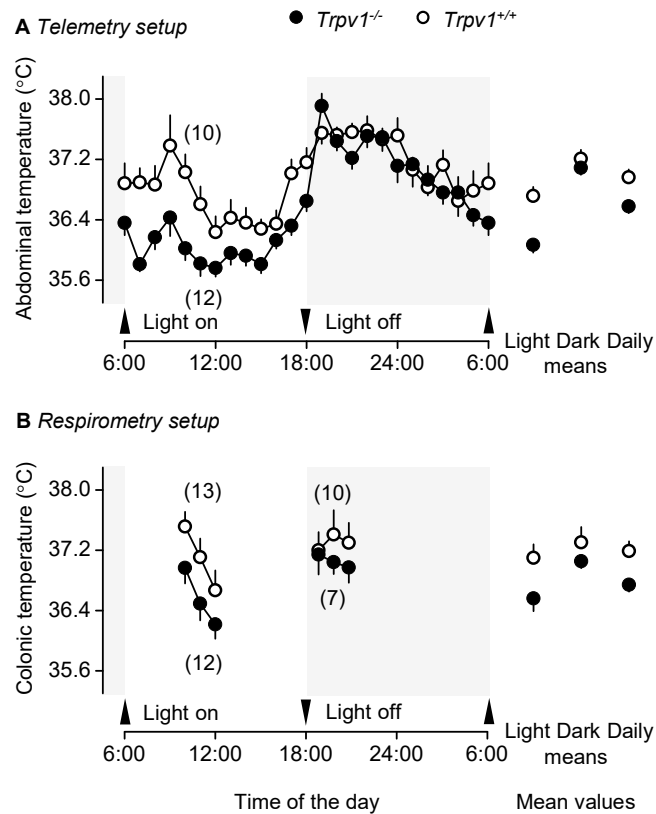 A Telemetry setup
Trpv1-/- Trpv1+/+
Abdominal temperature (°C)
38.0
37.2
36.4
35.6
(10)
(12)
Light on
Light off
6:00 12:00 18:00 24:00 6:00
Light Dark Daily
means
B Respirometry setup
Colonic temperature (°C)
38.0
37.2
36.4
35.6
(13)
(10)
(7)
(12)
Light on
Light off
6:00 12:00 18:00 24:00 6:00
Light Dark Daily
means
Time of the day
Mean values